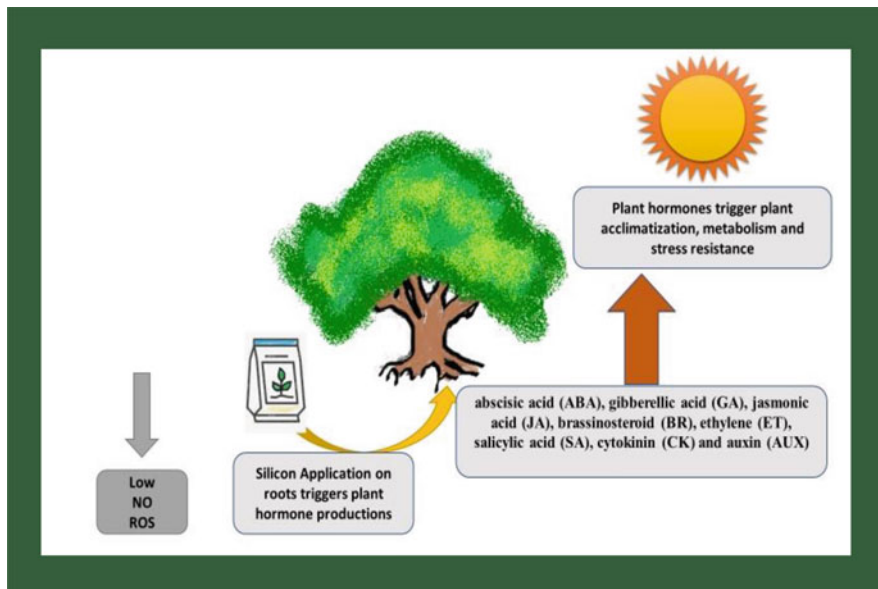 Plant hormones trigger plant
acclimatization, metabolism and
stress resistance
abscisic acid (ABA), gibberellic acid (GA), jasmonic
acid (JA), brassinosteroid (BR), ethylene (ET),
salicylic acid (SA), cytokinin (CK) and auxin (AUX)
Silicon Application on
roots triggers plant
hormone productions
Low
NO
ROS